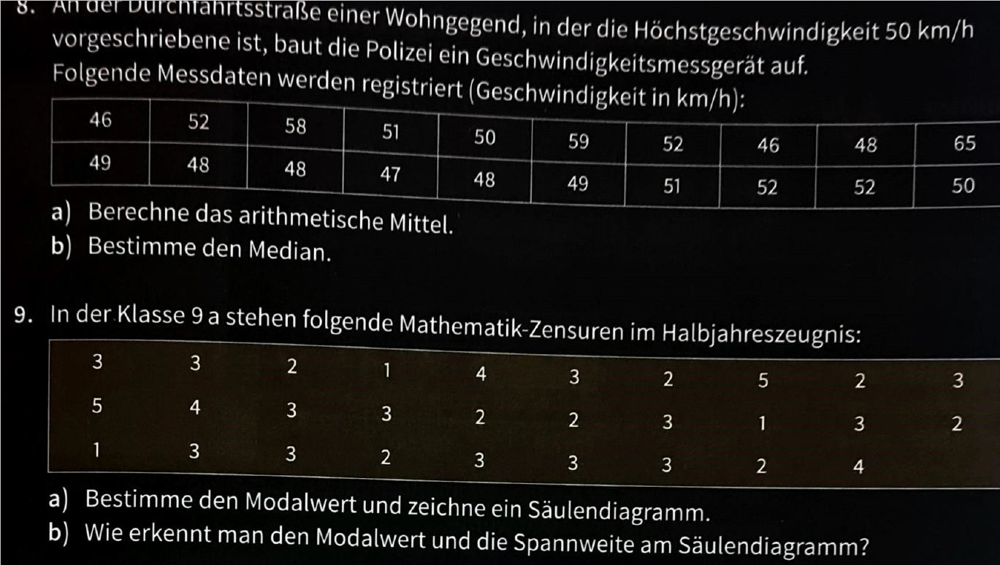 8. An der Durchfahrtsstraße einer Wohngegend, in der die Höchstgeschwindigkeit 50 km/h
vorgeschriebene ist, baut die Polizei ein Geschwindigkeitsmessgerät auf.
Folgende Messdaten werden registriert (Geschwindigkeit in km/h):
46 52 58 51 50 59 52 46 48 65
49 48 48 47 48 49 51 52 52 50
a) Berechne das arithmetische Mittel.
b) Bestimme den Median.
9. In der Klasse 9 a stehen folgende Mathematik-Zensuren im Halbjahreszeugnis:
3 3 2 1 4 3 2 5 2 3
5 4 3 3 2 2 3 1 3 2
1 3 3 2 3 3 3 2 4
a) Bestimme den Modalwert und zeichne ein Säulendiagramm.
b) Wie erkennt man den Modalwert und die Spannweite am Säulendiagramm?